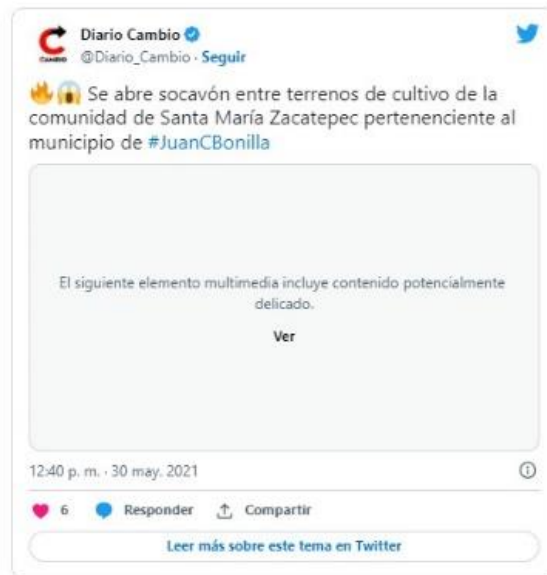 Diario Cambio
CAMBIO
@Diario_Cambio · Seguir
🔥😱 Se abre socavón entre terrenos de cultivo de la
comunidad de Santa María Zacatepec pertenenciente al
municipio de #JuanCBonilla
El siguiente elemento multimedia incluye contenido potencialmente
delicado.
Ver
12:40 p. m. · 30 may. 2021
6 Responder Compartir
Leer más sobre este tema en Twitter